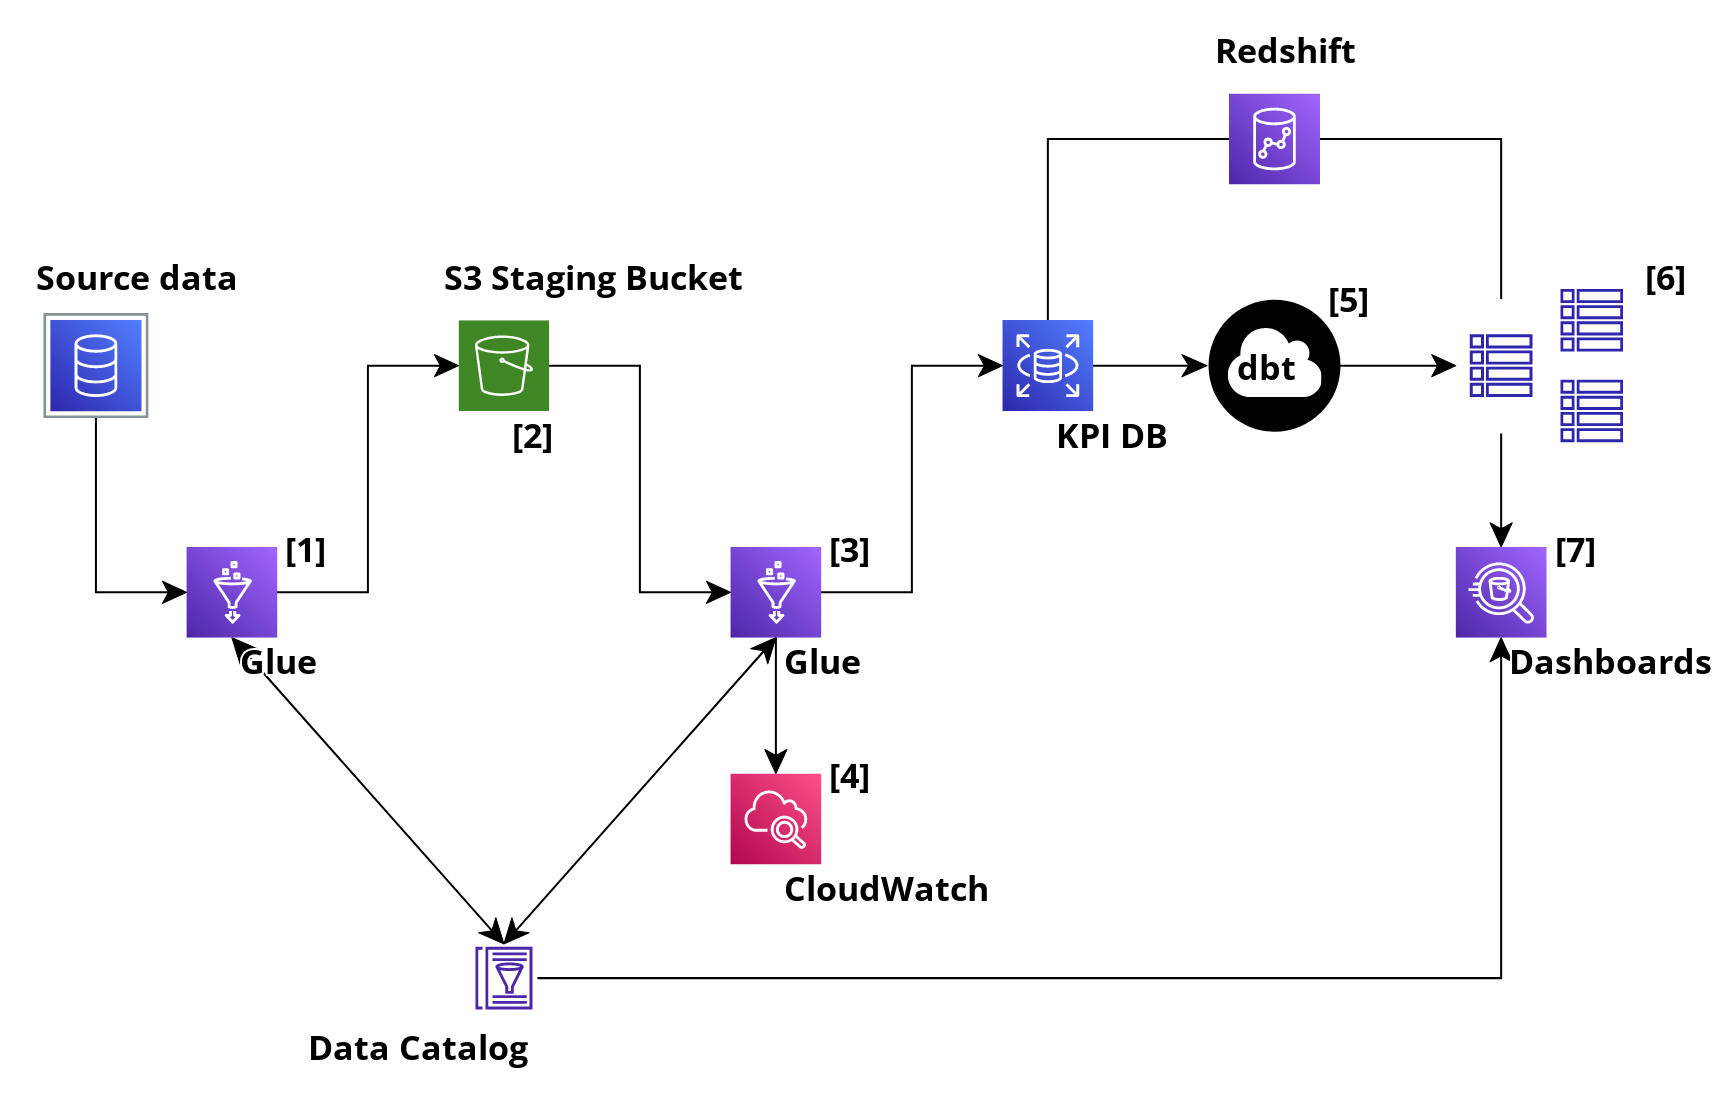 Redshift
Source data
S3 Staging Bucket
[6]
[5]
dbt
[2]
KPI DB
[1]
[3]
[7]
Glue
Glue
Dashboards
[4]
CloudWatch
Data Catalog